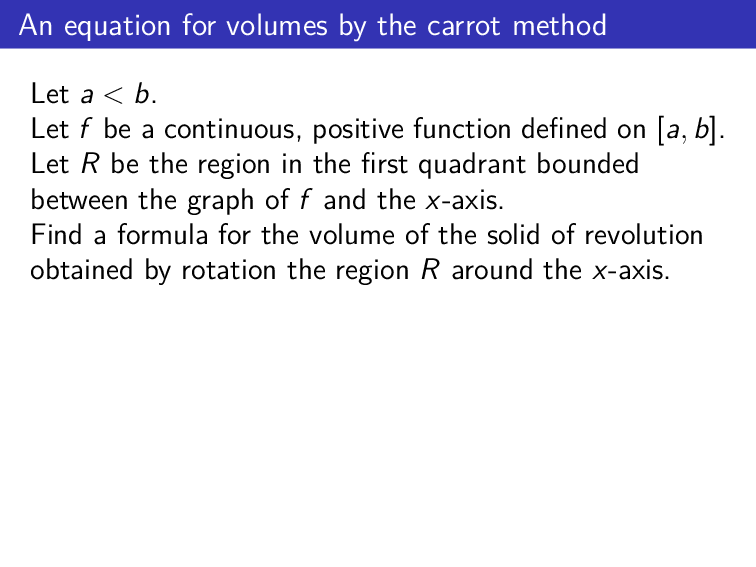 An equation for volumes by the carrot method
Let a < b.
Let f be a continuous, positive function defined on [a, b].
Let R be the region in the first quadrant bounded
between the graph of f and the x-axis.
Find a formula for the volume of the solid of revolution
obtained by rotation the region R around the x-axis.